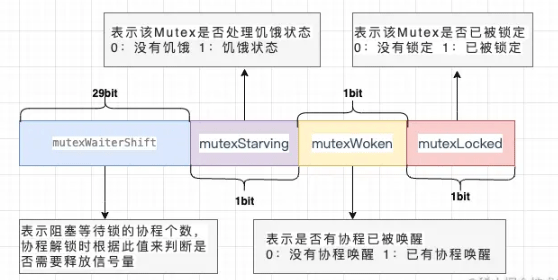 表示该Mutex是否处理饥饿状态
0：没有饥饿 1：饥饿状态
表示该Mutex是否已被锁定
0：没有锁定 1：已被锁定
29bit
1bit
mutexWaiterShift
mutexStarving
mutexWoken
mutexLocked
1bit
1bit
表示阻塞等待锁的协程个数，
协程解锁时根据此值来判断是
否需要释放信号量
表示是否有协程已被唤醒
0：没有协程唤醒 1：已有协程唤醒